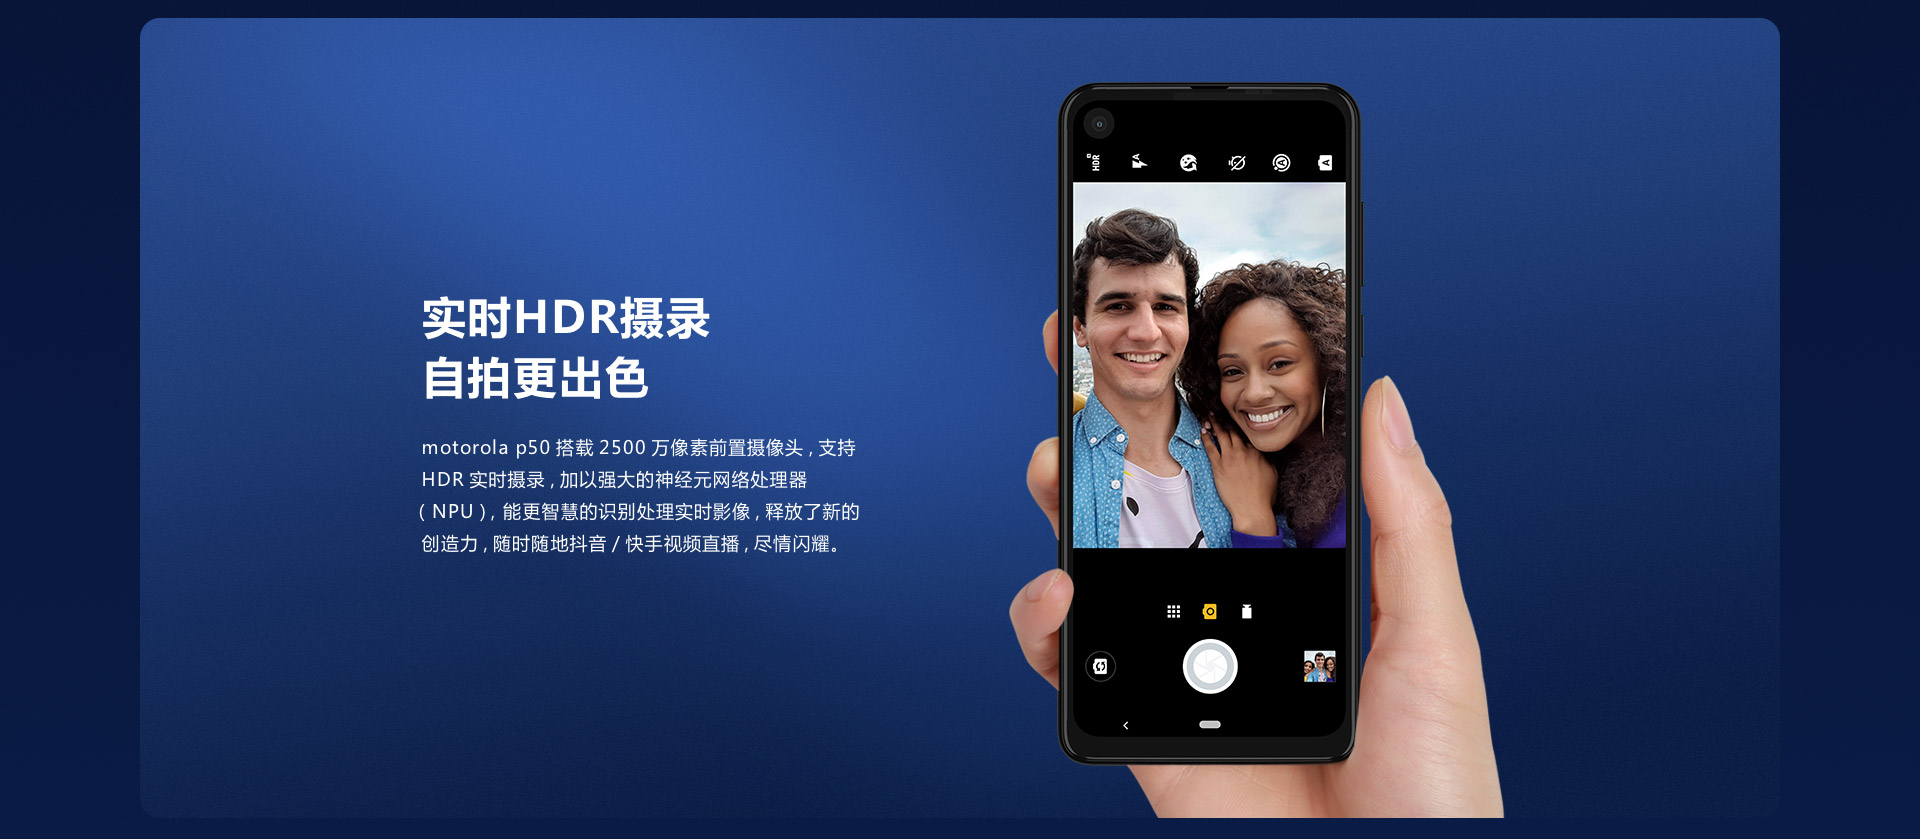 实时HDR摄录
自拍更出色
motorola p50 搭载 2500 万像素前置摄像头 , 支持
HDR 实时摄录 , 加以强大的神经元网络处理器
( NPU ) , 能更智慧的识别处理实时影像 , 释放了新的
创造力 , 随时随地抖音 / 快手视频直播 , 尽情闪耀。
HDR
A
A
A